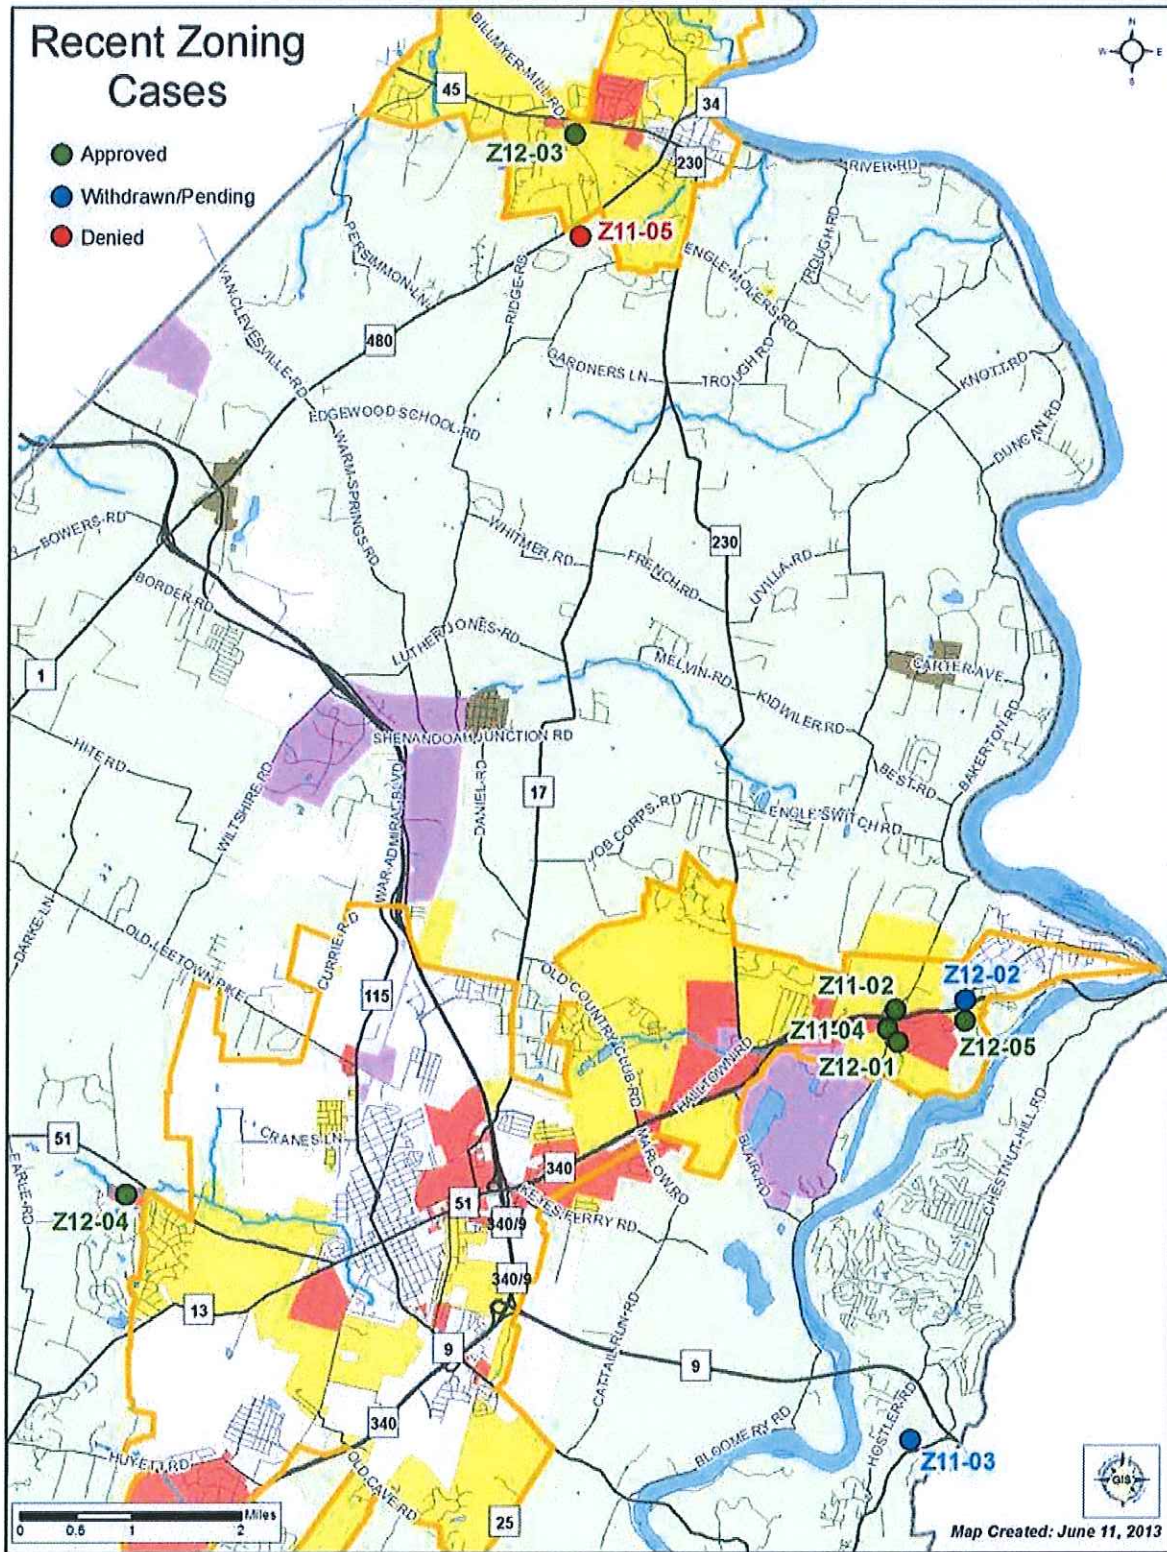 Recent Zoning
Cases
Approved
Withdrawn/Pending
Denied
N
W
E
S
BILLMYER-MILL-RD
45
34
Z12-03
230
RIVER-RD
Z11-05
PERSIMMON-LN
RIDGE-RD
ENGLE-MOLERS-RD
TROUGH-RD
VAN-CLEVESVILLE-RD
480
GARDNERS LN
TROUGH-RD
KNOTT-RD
EDGEWOOD SCHOOL-RD
DUNCAN-RD
WARM-SPRINGS-RD
BOWERS-RD
WHITMER-RD
230
FRENCH-RD
UVILLA-RD
BORDER-RD
LUTHER-JONES-RD
1
MELVIN-RD
CARTER AVE
KIDWILER-RD
SHENANDOAH JUNCTION RD
HITE-RD
WILTSHIRE-RD
WAR-ADMIRAL-BLVD
DANIEL-RD
17
BEST-RD
BAKERTON-RD
JOB CORPS-RD
ENGLE SWITCH-RD
DARKE-LN
OLD-LEETOWN PIKE
CURRIE-RD
115
OLD COUNTRY-CLUB-RD
Z11-02
Z12-02
Z11-04
Z12-05
Z12-01
HALLTOWN-RD
CRANES LN
51
EARLE-RD
Z12-04
340
MARLOW-RD
BLAIR-RD
CHESTNUT-HILL-RD
51
KEYES-FERRY RD
340/9
340/9
13
9
CATTAIL-RUN-RD
9
340
HUYETT-RD
OLD-CAVE-RD
BLOOMERY RD
HOSTLER-RD
Z11-03
25
GIS
0 0.6 1 2 Miles
Map Created: June 11, 2013